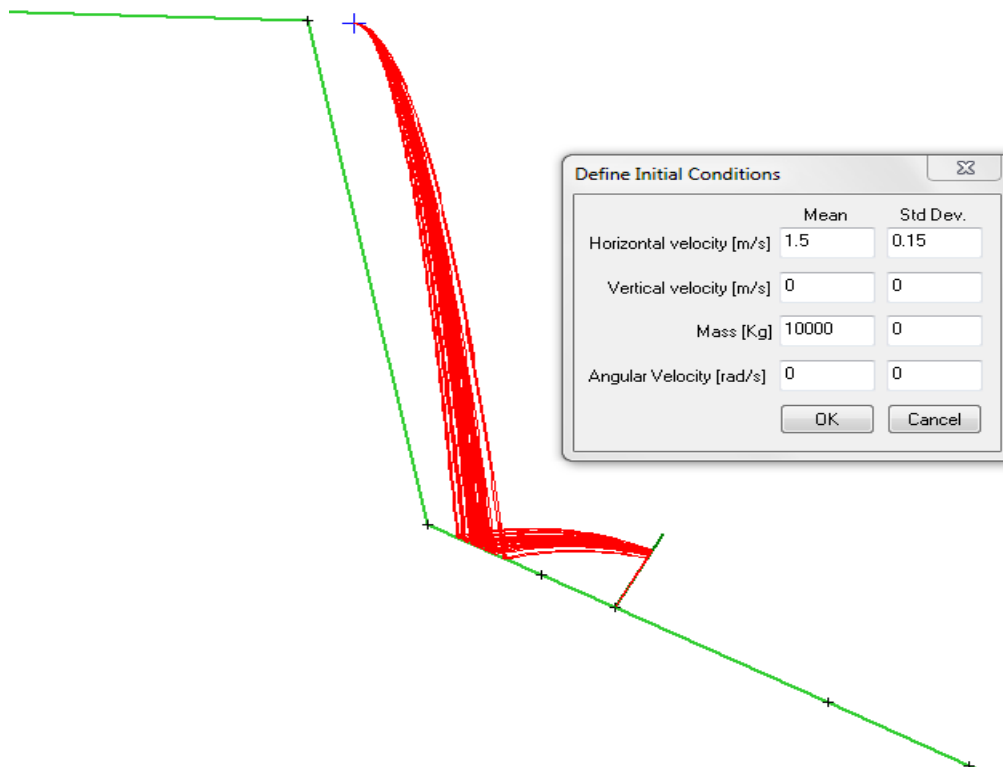 Define Initial Conditions
Mean Std Dev.
Horizontal velocity [m/s] 1.5 0.15
Vertical velocity [m/s] 0 0
Mass [Kg] 10000 0
Angular Velocity [rad/s] 0 0
OK Cancel